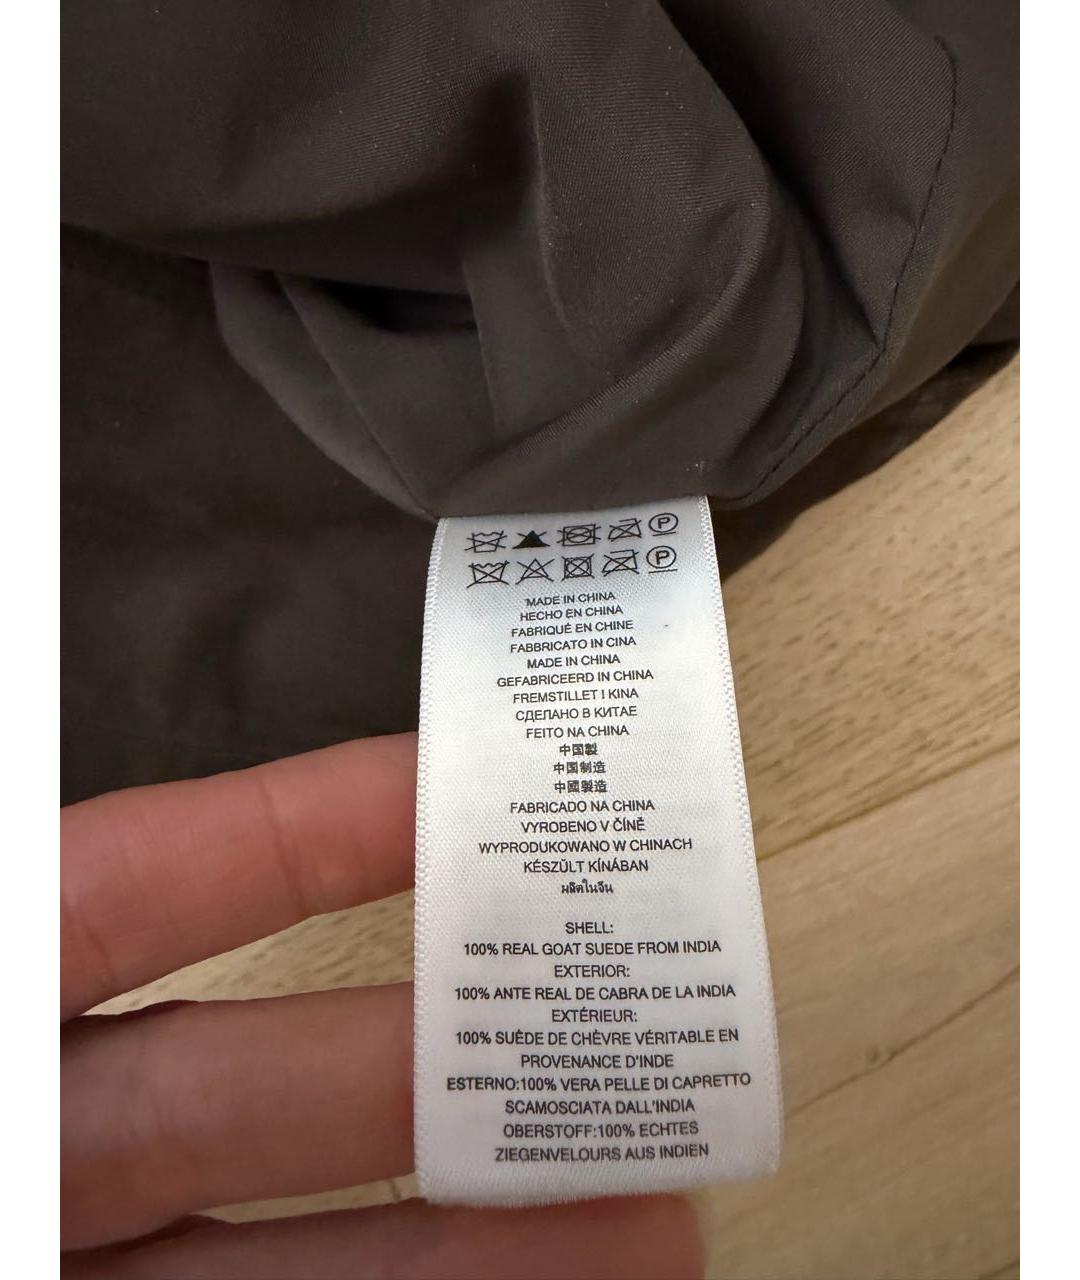 P
P
MADE IN CHINA
HECHO EN CHINA
FABRIQUÉ EN CHINE
FABBRICATO IN CINA
MADE IN CHINA
GEFABRICEERD IN CHINA
FREMSTILLET I KINA
СДЕЛАНО В КИТАЕ
FEITO NA CHINA
中国製
中国制造
中國製造
FABRICADO NA CHINA
VYROBENO V ČÍNĚ
WYPRODUKOWANO W CHINACH
KÉSZÜLT KÍNÁBAN
ผลิตในจีน
SHELL:
100% REAL GOAT SUEDE FROM INDIA
EXTERIOR:
100% ANTE REAL DE CABRA DE LA INDIA
EXTÉRIEUR:
100% SUÈDE DE CHÈVRE VÉRITABLE EN
PROVENANCE D'INDE
ESTERNO:100% VERA PELLE DI CAPRETTO
SCAMOSCIATA DALL'INDIA
OBERSTOFF:100% ECHTES
ZIEGENVELOURS AUS INDIEN